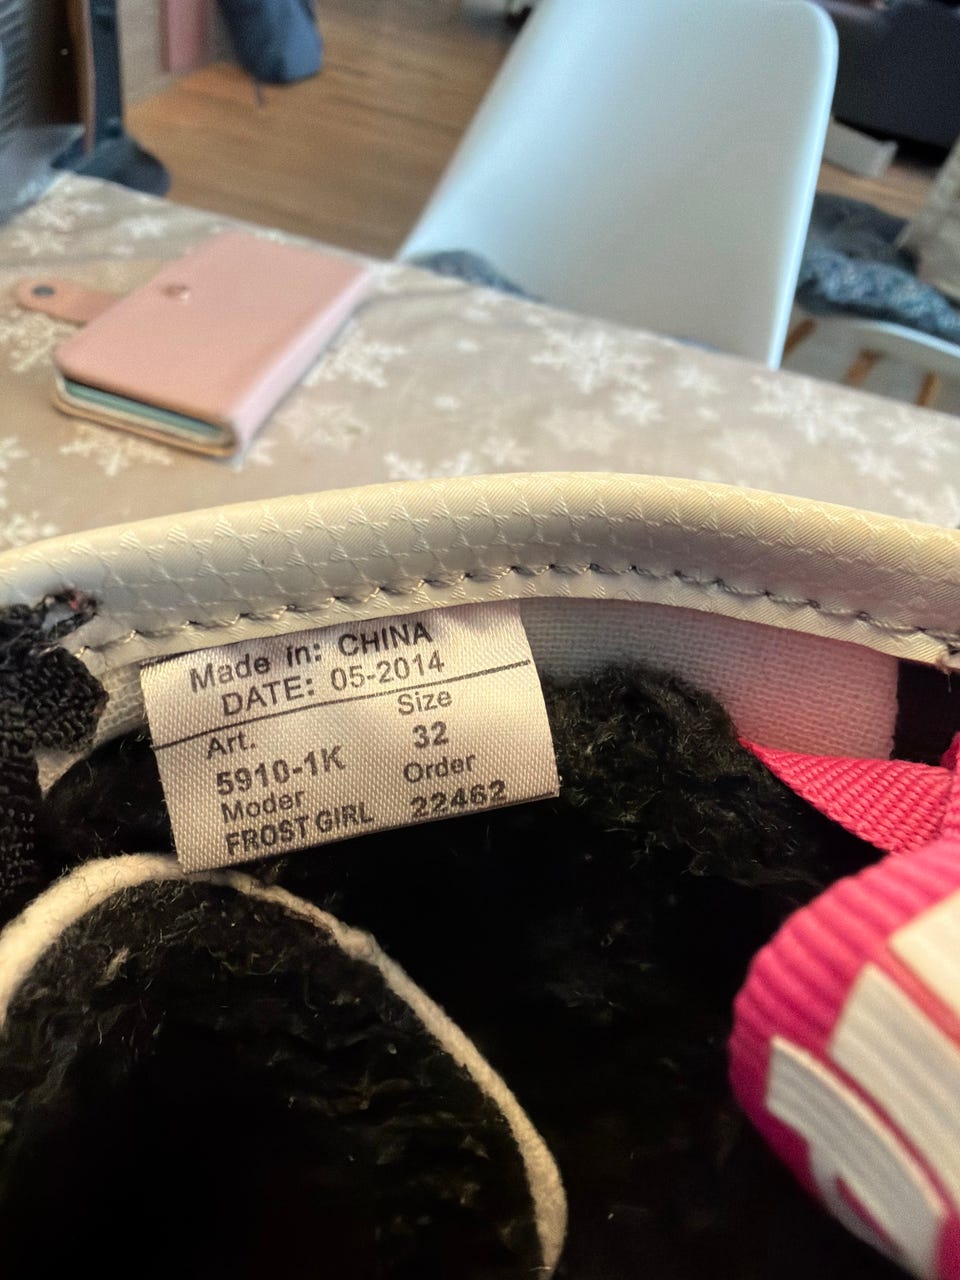 Made in: CHINA
DATE: 05-2014
Art. Size
5910-1K 32
Moder Order
FROST GIRL 22462